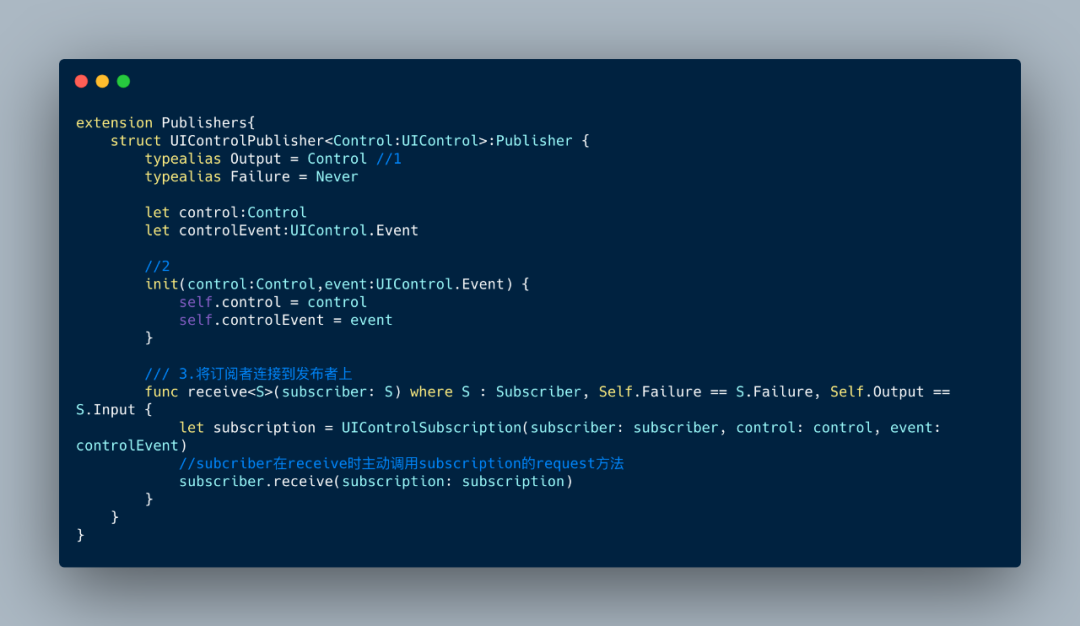 extension Publishers{
    struct UIControlPublisher<Control:UIControl>:Publisher {
        typealias Output = Control //1
        typealias Failure = Never

        let control:Control
        let controlEvent:UIControl.Event

        //2
        init(control:Control,event:UIControl.Event) {
            self.control = control
            self.controlEvent = event
        }

        /// 3.将订阅者连接到发布者上
        func receive<S>(subscriber: S) where S : Subscriber, Self.Failure == S.Failure, Self.Output ==
S.Input {
            let subscription = UIControlSubscription(subscriber: subscriber, control: control, event:
controlEvent)
            //subcriber在receive时主动调用subscription的request方法
            subscriber.receive(subscription: subscription)
        }
    }
}